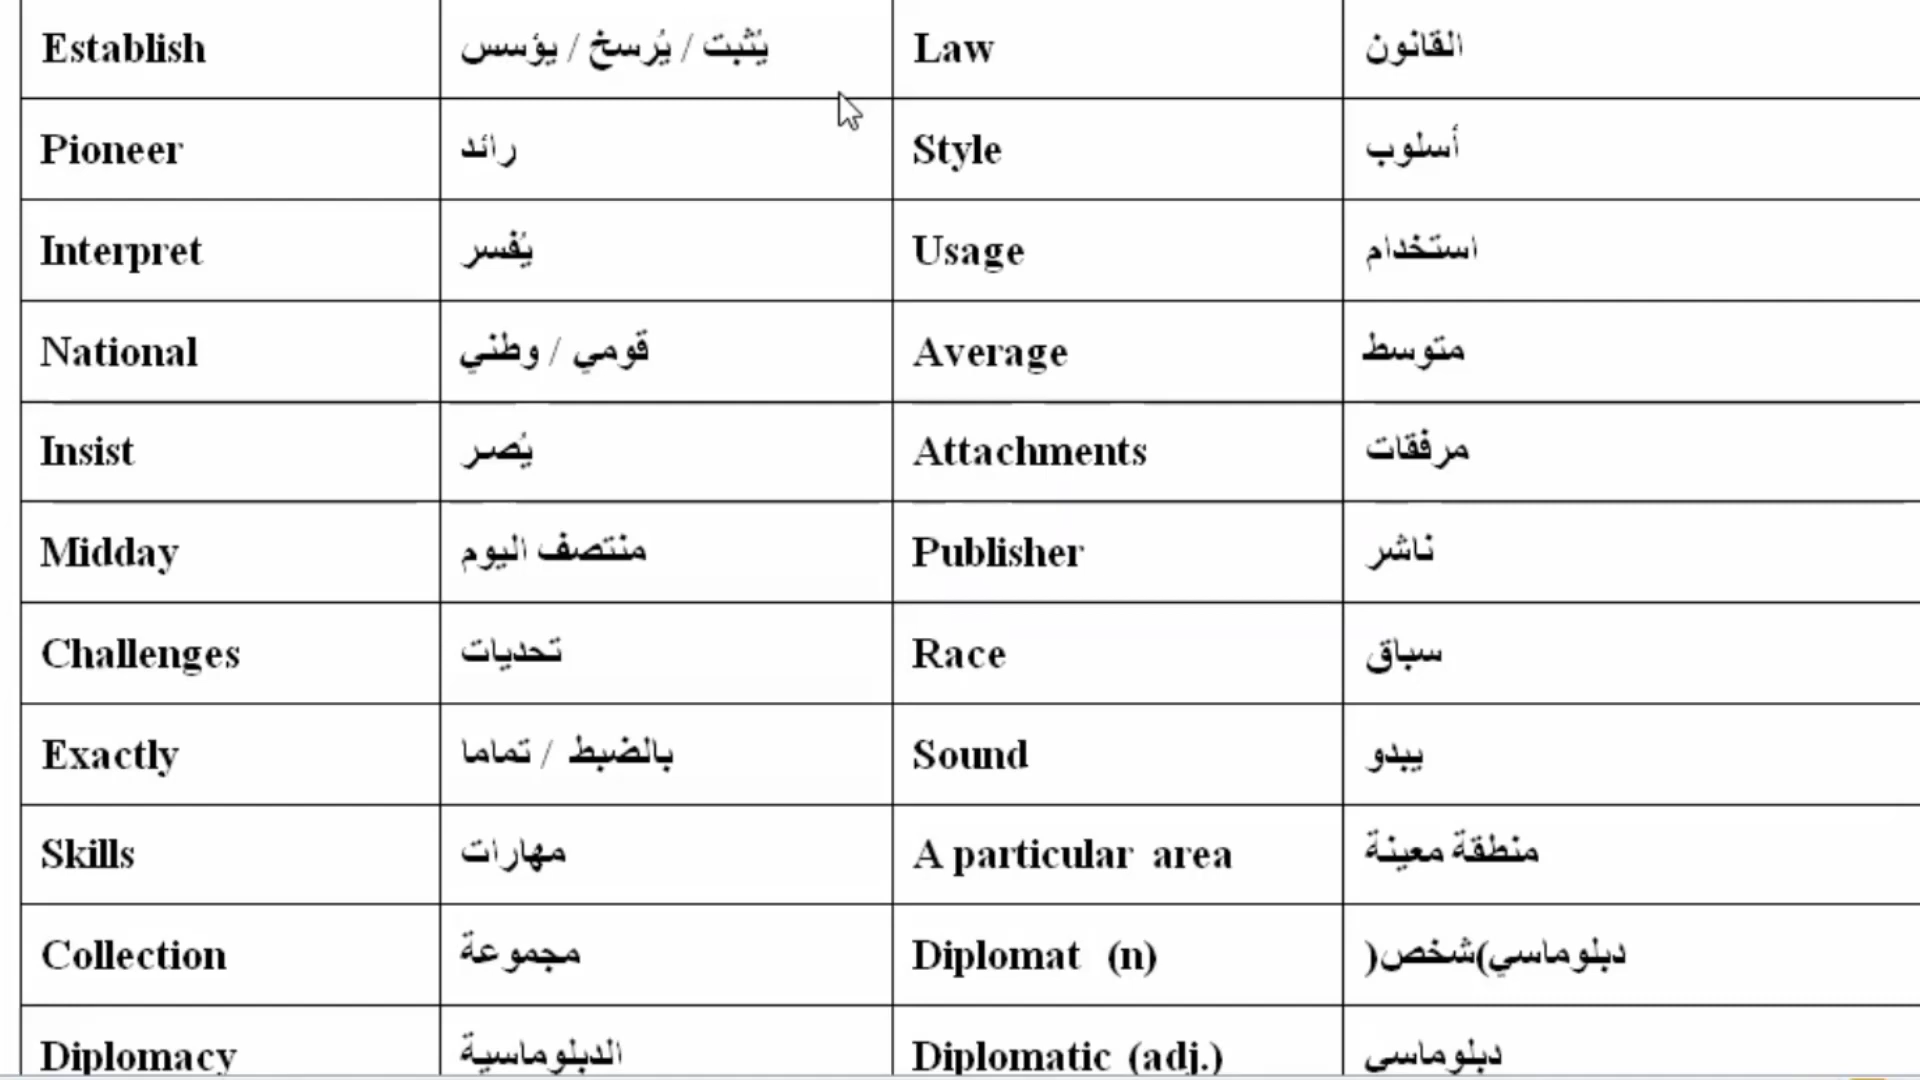 Establish يُثبت / يُرسخ / يؤسس Law القانون
Pioneer رائد Style أسلوب
Interpret يُفسر Usage استخدام
National قومي / وطني Average متوسط
Insist يُصر Attachments مرفقات
Midday منتصف اليوم Publisher ناشر
Challenges تحديات Race سباق
Exactly بالضبط / تماما Sound يبدو
Skills مهارات A particular area منطقة معينة
Collection مجموعة Diplomat (n) دبلوماسي)شخص(
Diplomacy الدبلوماسية Diplomatic (adj.) دبلوماسي